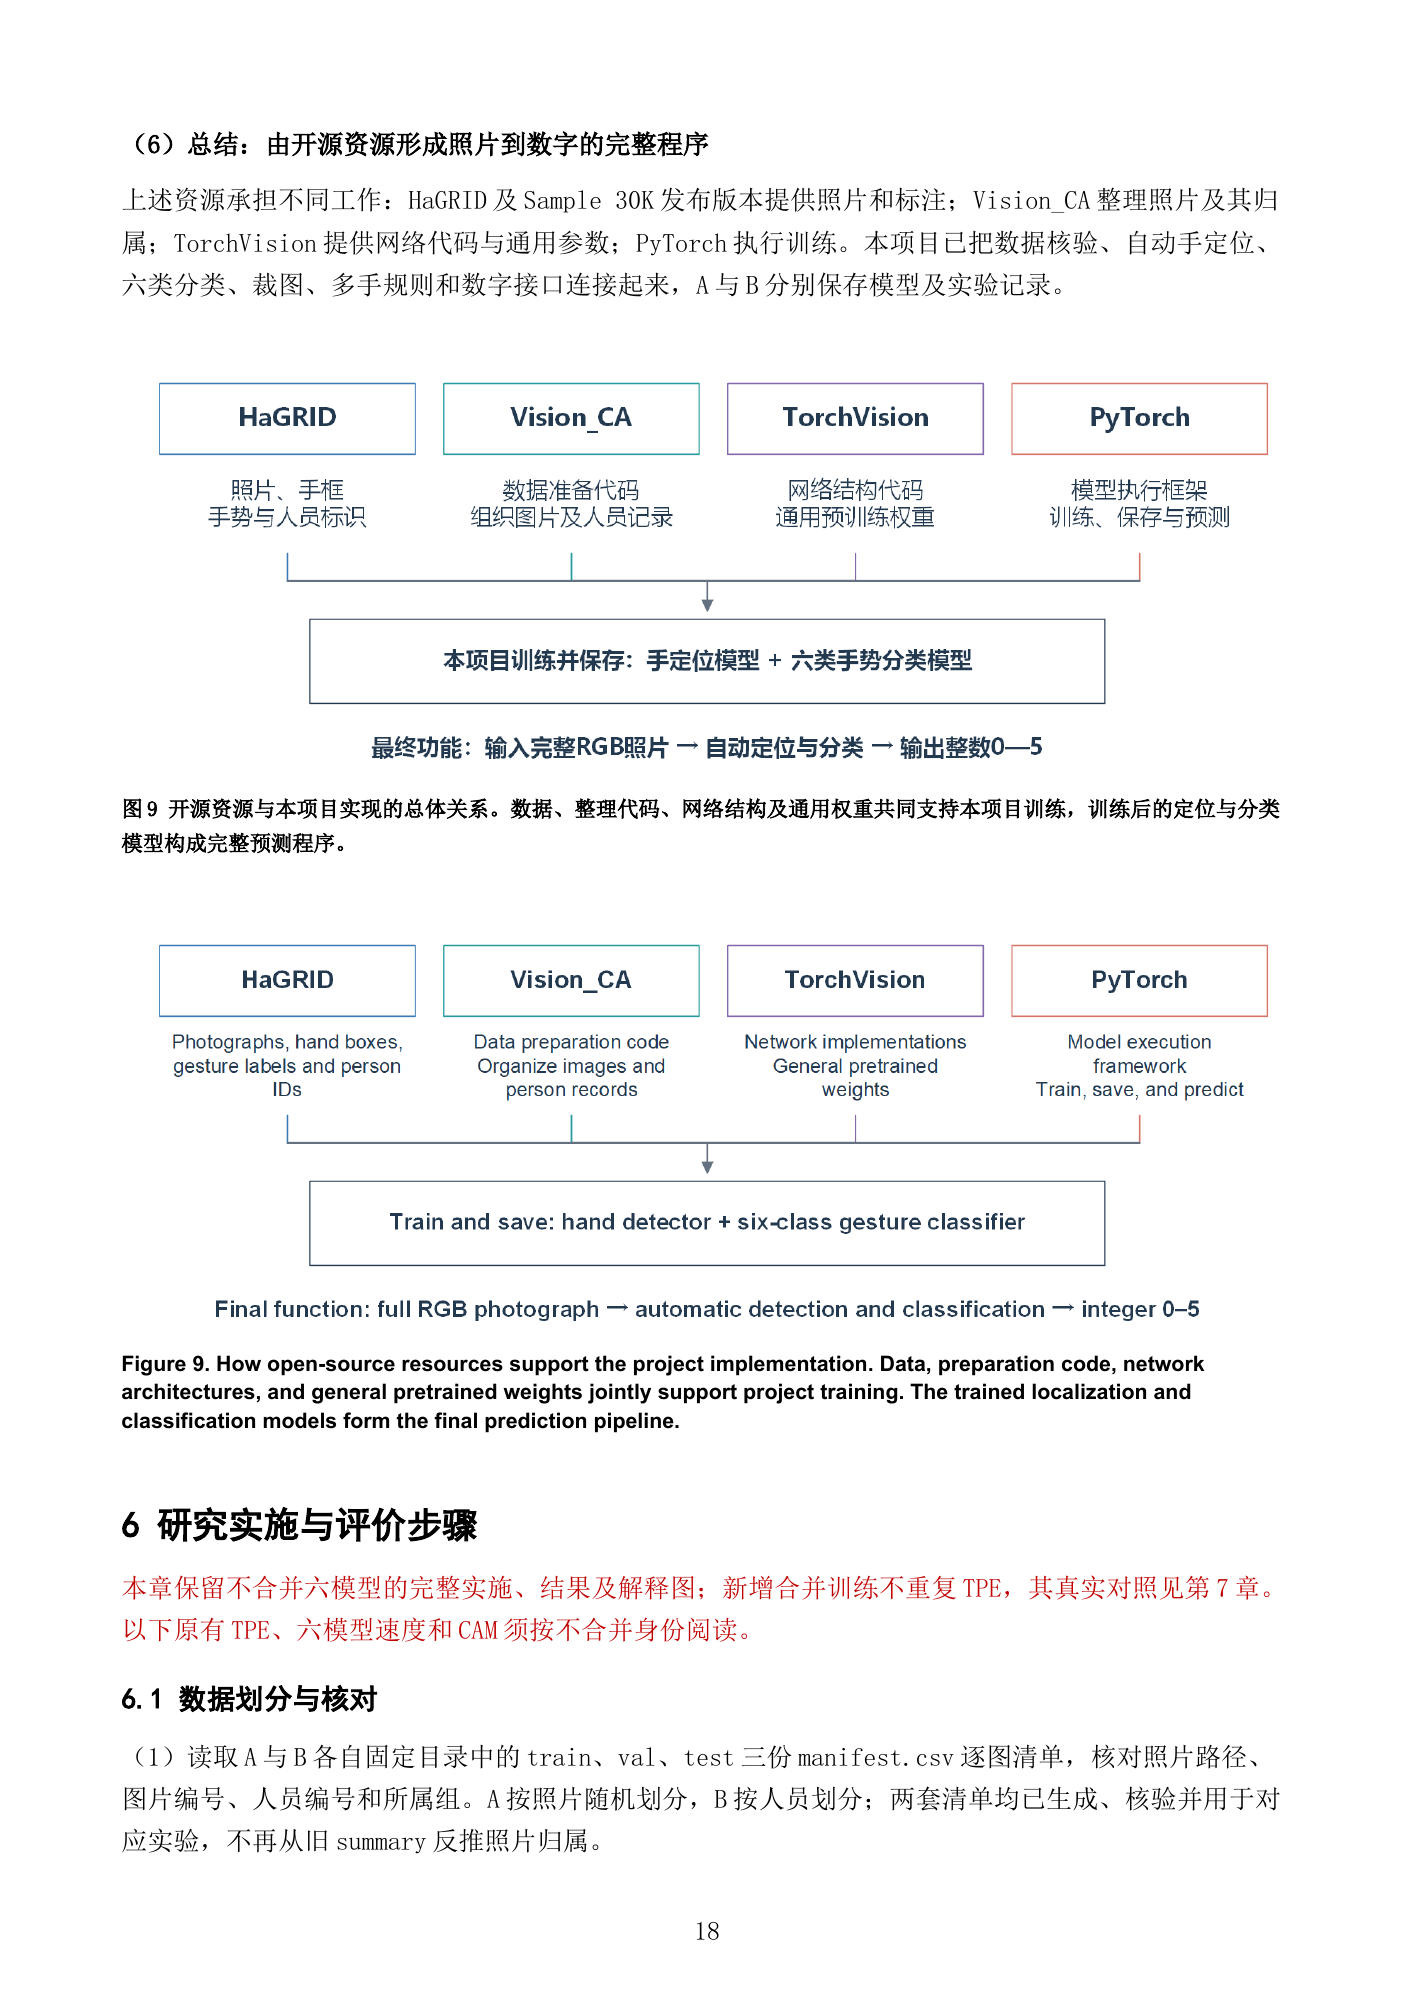 （6）总结：由开源资源形成照片到数字的完整程序
上述资源承担不同工作：HaGRID 及 Sample 30K 发布版本提供照片和标注；Vision_CA 整理照片及其归
属；TorchVision 提供网络代码与通用参数；PyTorch 执行训练。本项目已把数据核验、自动手定位、
六类分类、裁图、多手规则和数字接口连接起来，A 与 B 分别保存模型及实验记录。
HaGRID Vision_CA TorchVision PyTorch
照片、手框 数据准备代码 网络结构代码 模型执行框架
手势与人员标识 组织图片及人员记录 通用预训练权重 训练、保存与预测
本项目训练并保存：手定位模型 + 六类手势分类模型
最终功能：输入完整RGB照片 → 自动定位与分类 → 输出整数0—5
图 9 开源资源与本项目实现的总体关系。数据、整理代码、网络结构及通用权重共同支持本项目训练，训练后的定位与分类
模型构成完整预测程序。
HaGRID Vision_CA TorchVision PyTorch
Photographs, hand boxes, Data preparation code Network implementations Model execution
gesture labels and person Organize images and General pretrained framework
IDs person records weights Train, save, and predict
Train and save: hand detector + six-class gesture classifier
Final function: full RGB photograph → automatic detection and classification → integer 0–5
Figure 9. How open-source resources support the project implementation. Data, preparation code, network
architectures, and general pretrained weights jointly support project training. The trained localization and
classification models form the final prediction pipeline.
6 研究实施与评价步骤
本章保留不合并六模型的完整实施、结果及解释图；新增合并训练不重复 TPE，其真实对照见第 7 章。
以下原有 TPE、六模型速度和 CAM 须按不合并身份阅读。
6.1 数据划分与核对
（1）读取 A 与 B 各自固定目录中的 train、val、test 三份 manifest.csv 逐图清单，核对照片路径、
图片编号、人员编号和所属组。A 按照片随机划分，B 按人员划分；两套清单均已生成、核验并用于对
应实验，不再从旧 summary 反推照片归属。
18